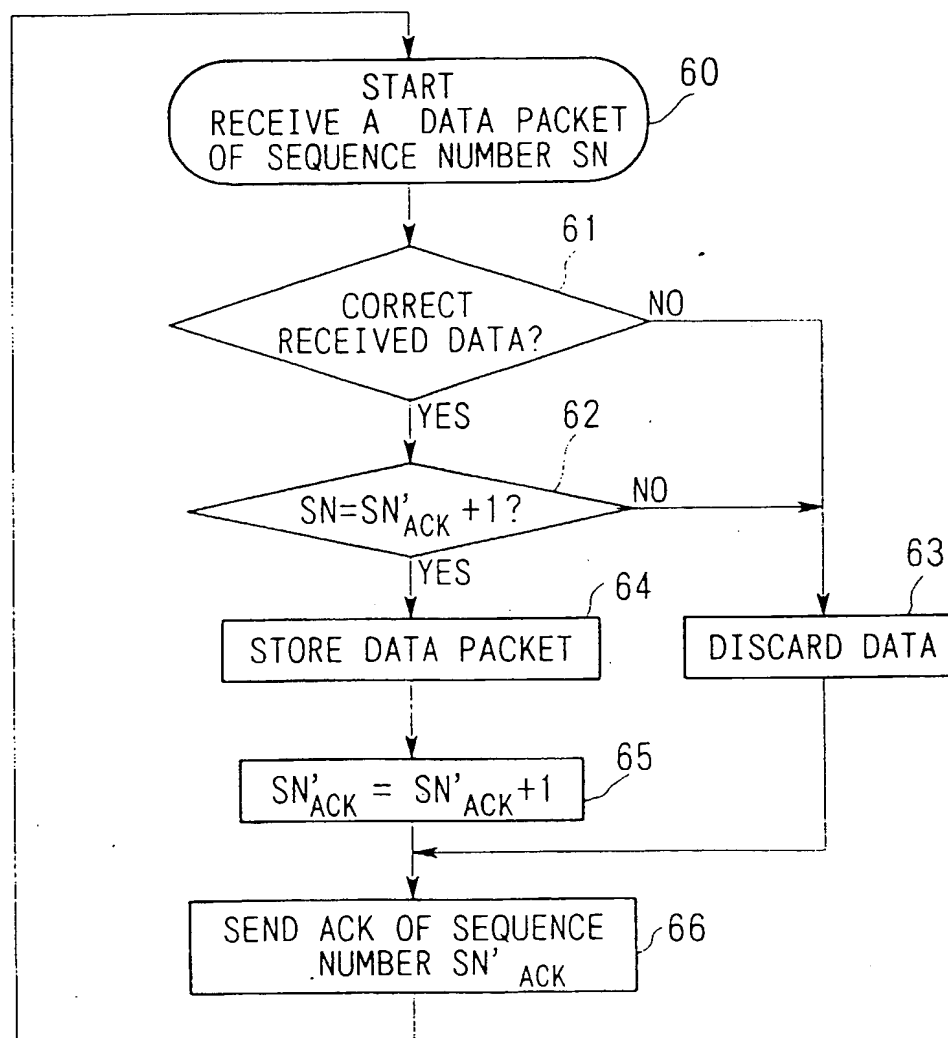 START
RECEIVE A DATA PACKET
OF SEQUENCE NUMBER SN
60
61
CORRECT
RECEIVED DATA?
NO
YES
62
SN=SN'ACK +1?
NO
YES
64
63
STORE DATA PACKET
DISCARD DATA
65
SN'ACK = SN'ACK+1
SEND ACK OF SEQUENCE
NUMBER SN'ACK
66